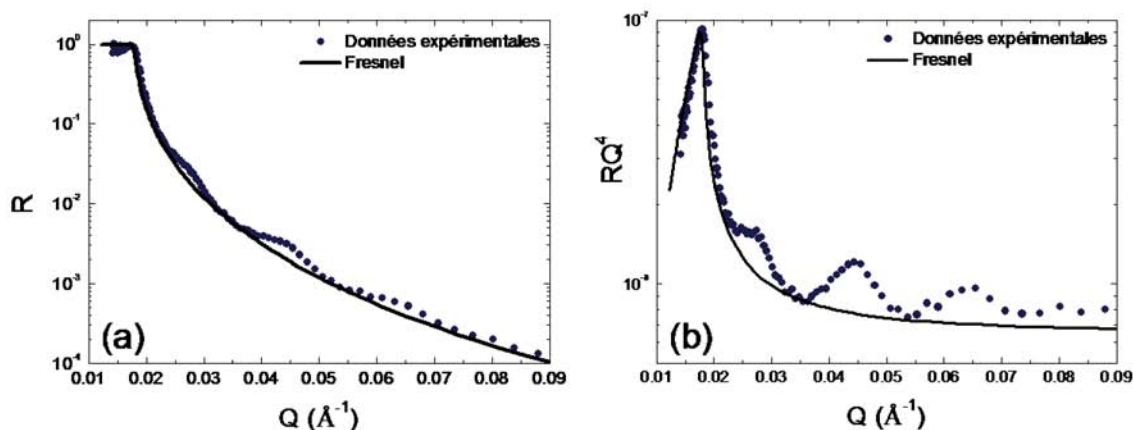 10⁰
10⁻¹
10⁻²
10⁻³
10⁻⁴
R
Données expérimentales
Fresnel
(a)
0.01 0.02 0.03 0.04 0.05 0.06 0.07 0.08 0.09
Q (Å⁻¹)
10⁻⁷
10⁻⁸
RQ⁴
Données expérimentales
Fresnel
(b)
0.01 0.02 0.03 0.04 0.05 0.06 0.07 0.08 0.09
Q (Å⁻¹)